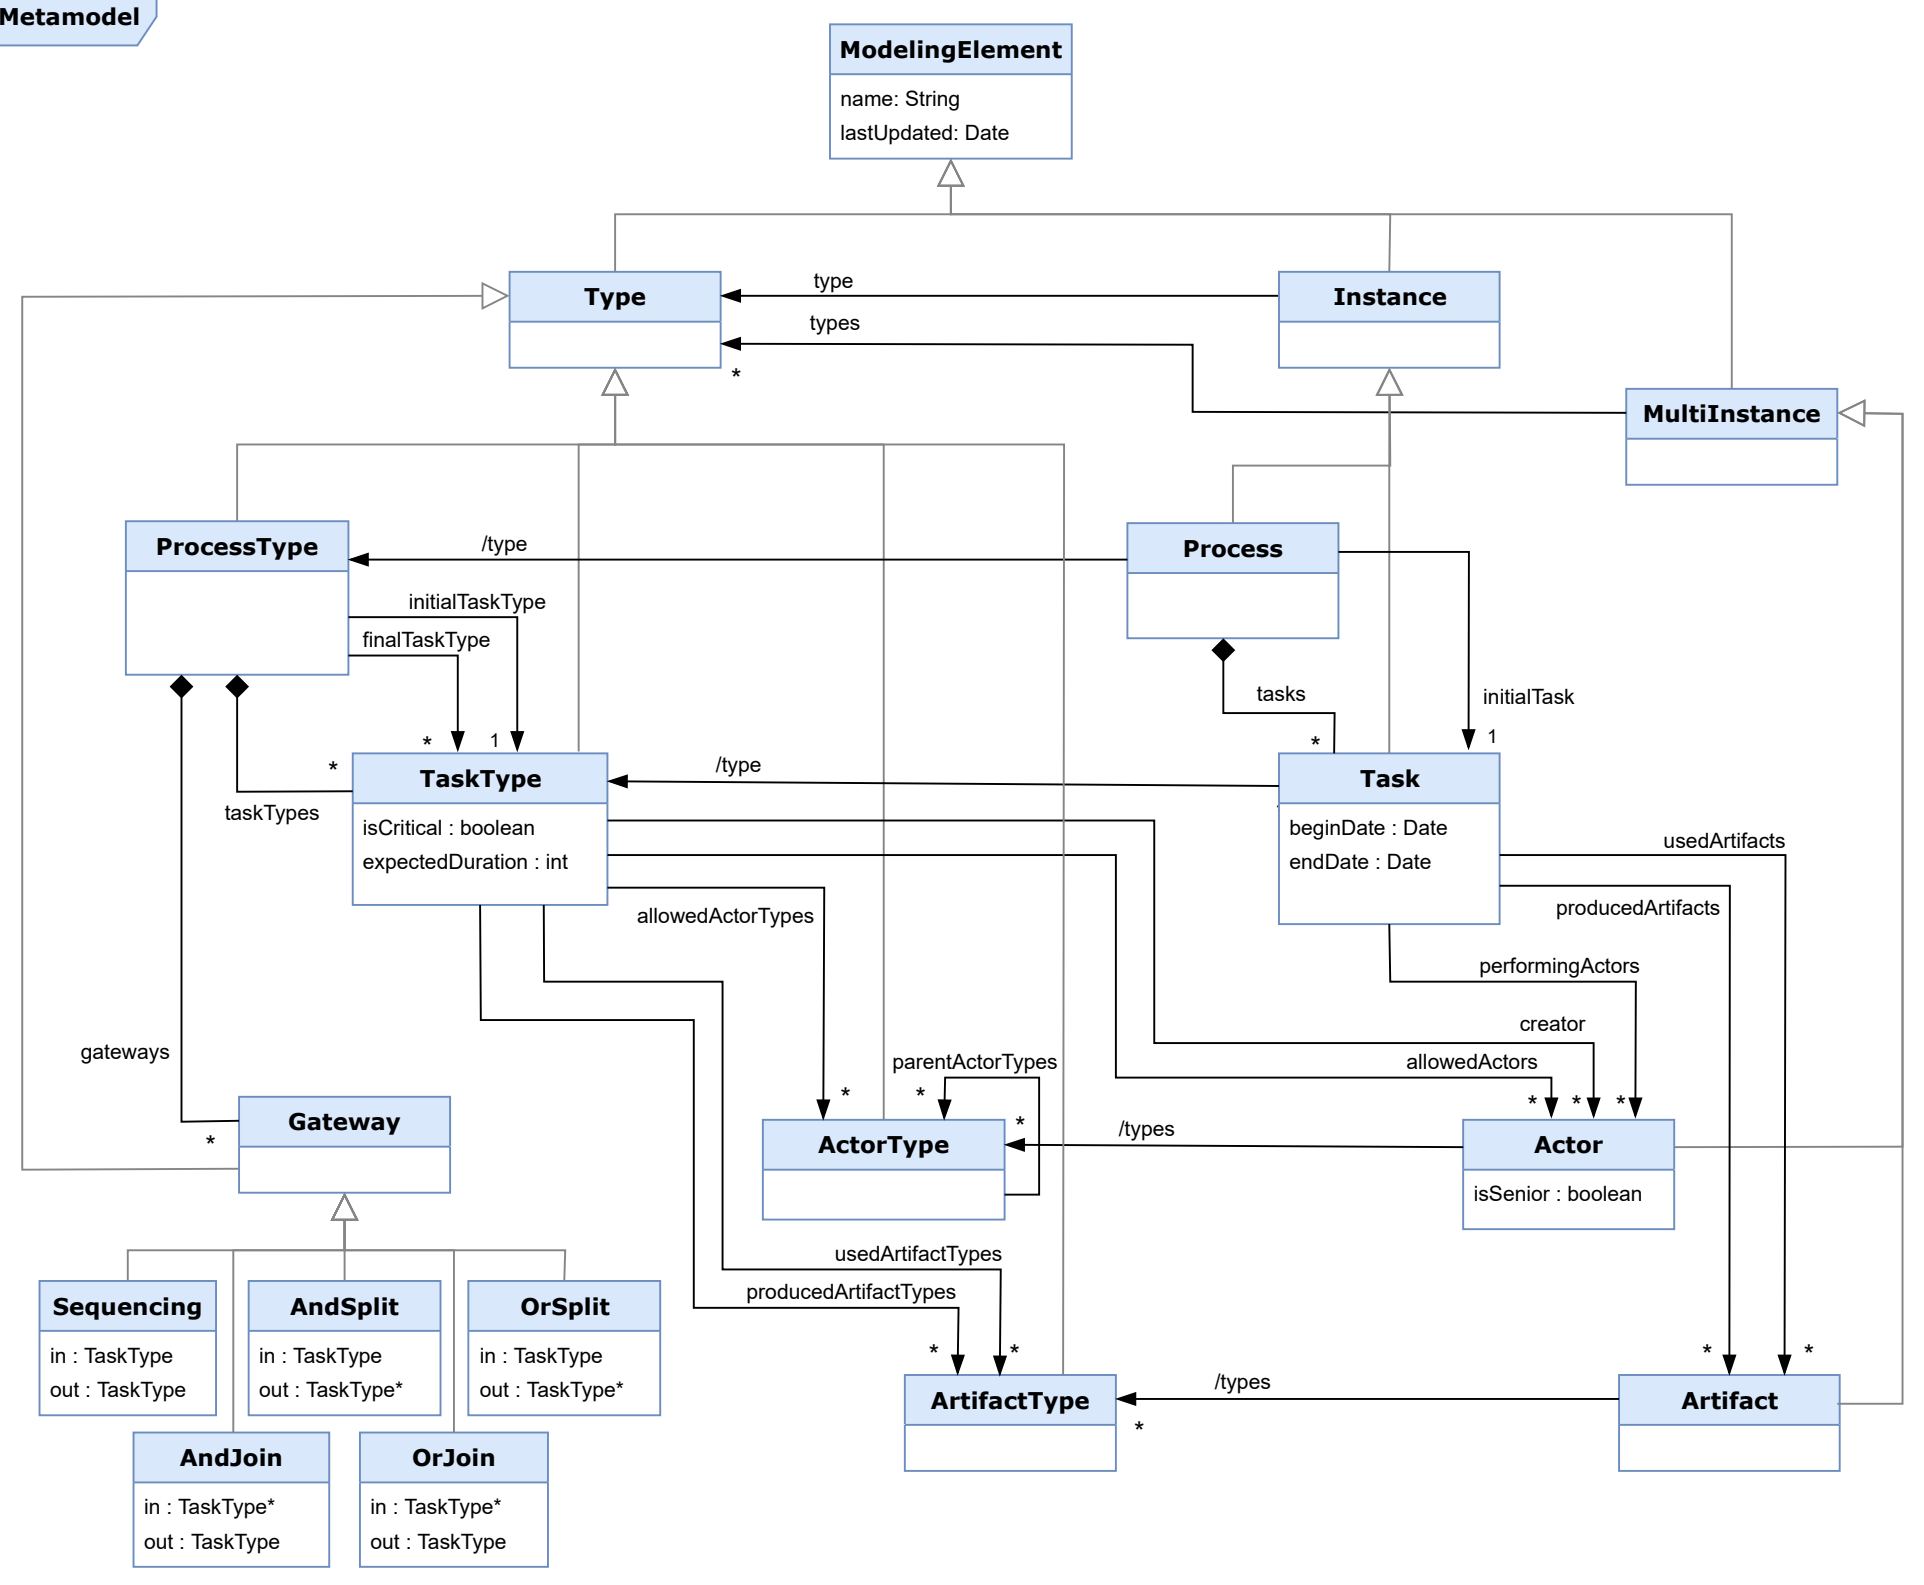 Metamodel
ModelingElement
name: String
lastUpdated: Date
Type
type
types
*
Instance
MultiInstance
ProcessType
/type
Process
initialTaskType
finalTaskType
*
1
*
taskTypes
tasks
*
initialTask
1
TaskType
isCritical : boolean
expectedDuration : int
/type
Task
beginDate : Date
endDate : Date
usedArtifacts
producedArtifacts
allowedActorTypes
performingActors
creator
allowedActors
gateways
*
parentActorTypes
*
*
*
*
*
*
Gateway
ActorType
/types
Actor
isSenior : boolean
usedArtifactTypes
producedArtifactTypes
*
*
*
*
Sequencing
in : TaskType
out : TaskType
AndSplit
in : TaskType
out : TaskType*
OrSplit
in : TaskType
out : TaskType*
ArtifactType
/types
*
Artifact
AndJoin
in : TaskType*
out : TaskType
OrJoin
in : TaskType*
out : TaskType